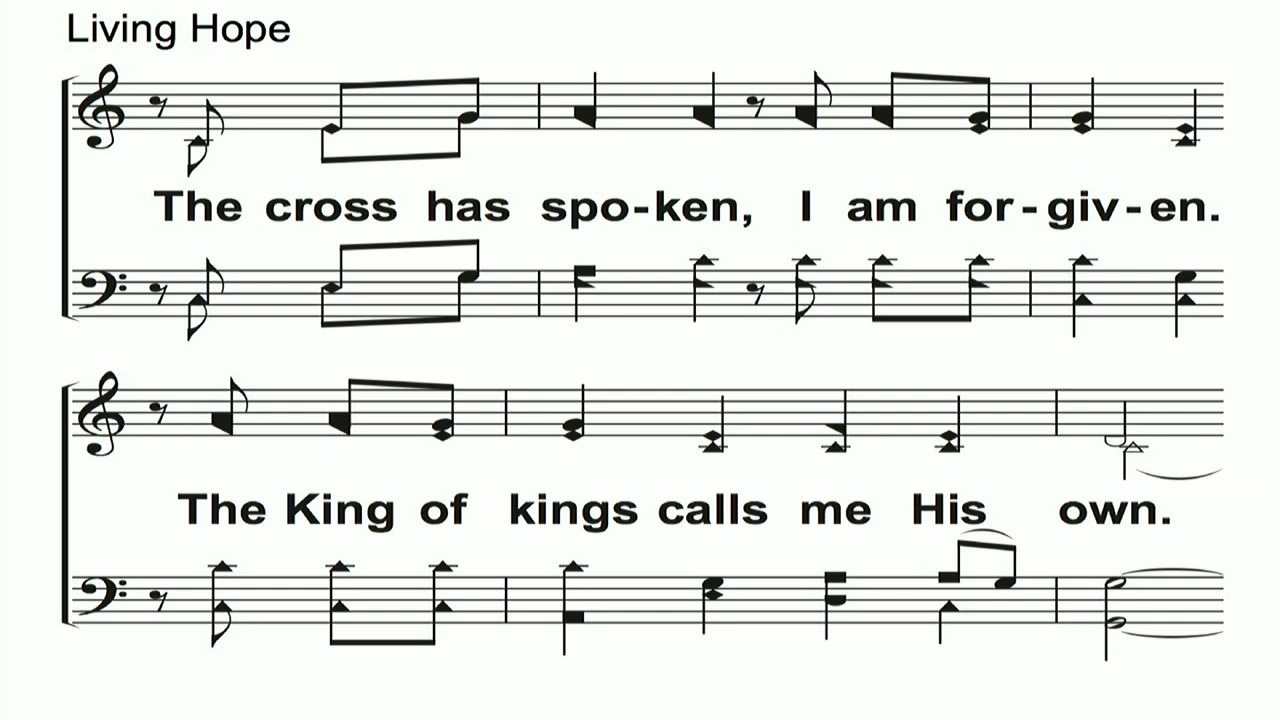 Living Hope
The cross has spo-ken, I am for-giv-en.
The King of kings calls me His own.